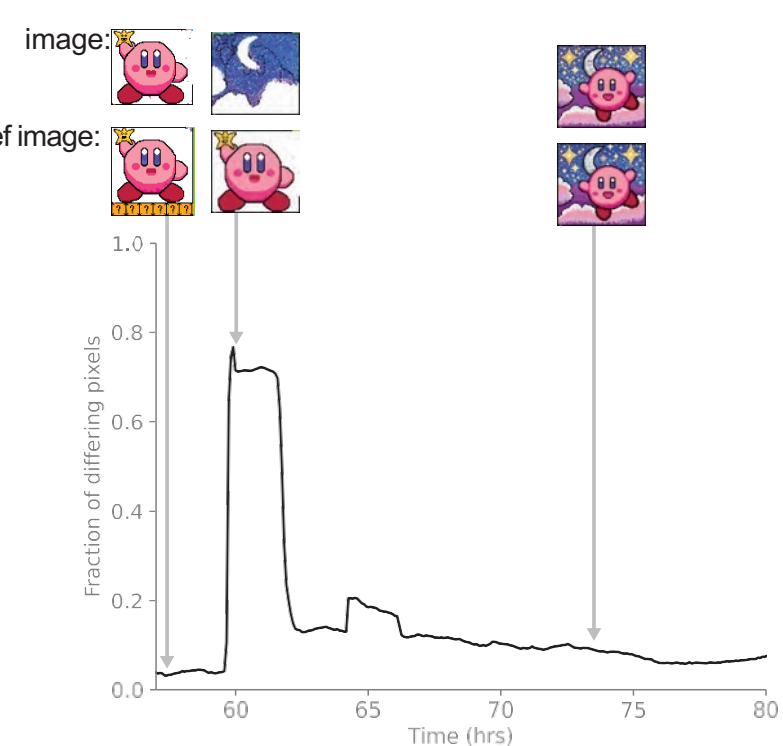 image:
ef image:
? ? ? ? ? ?
1.0
0.8
0.6
0.4
0.2
0.0
Fraction of differing pixels
60 65 70 75 80
Time (hrs)